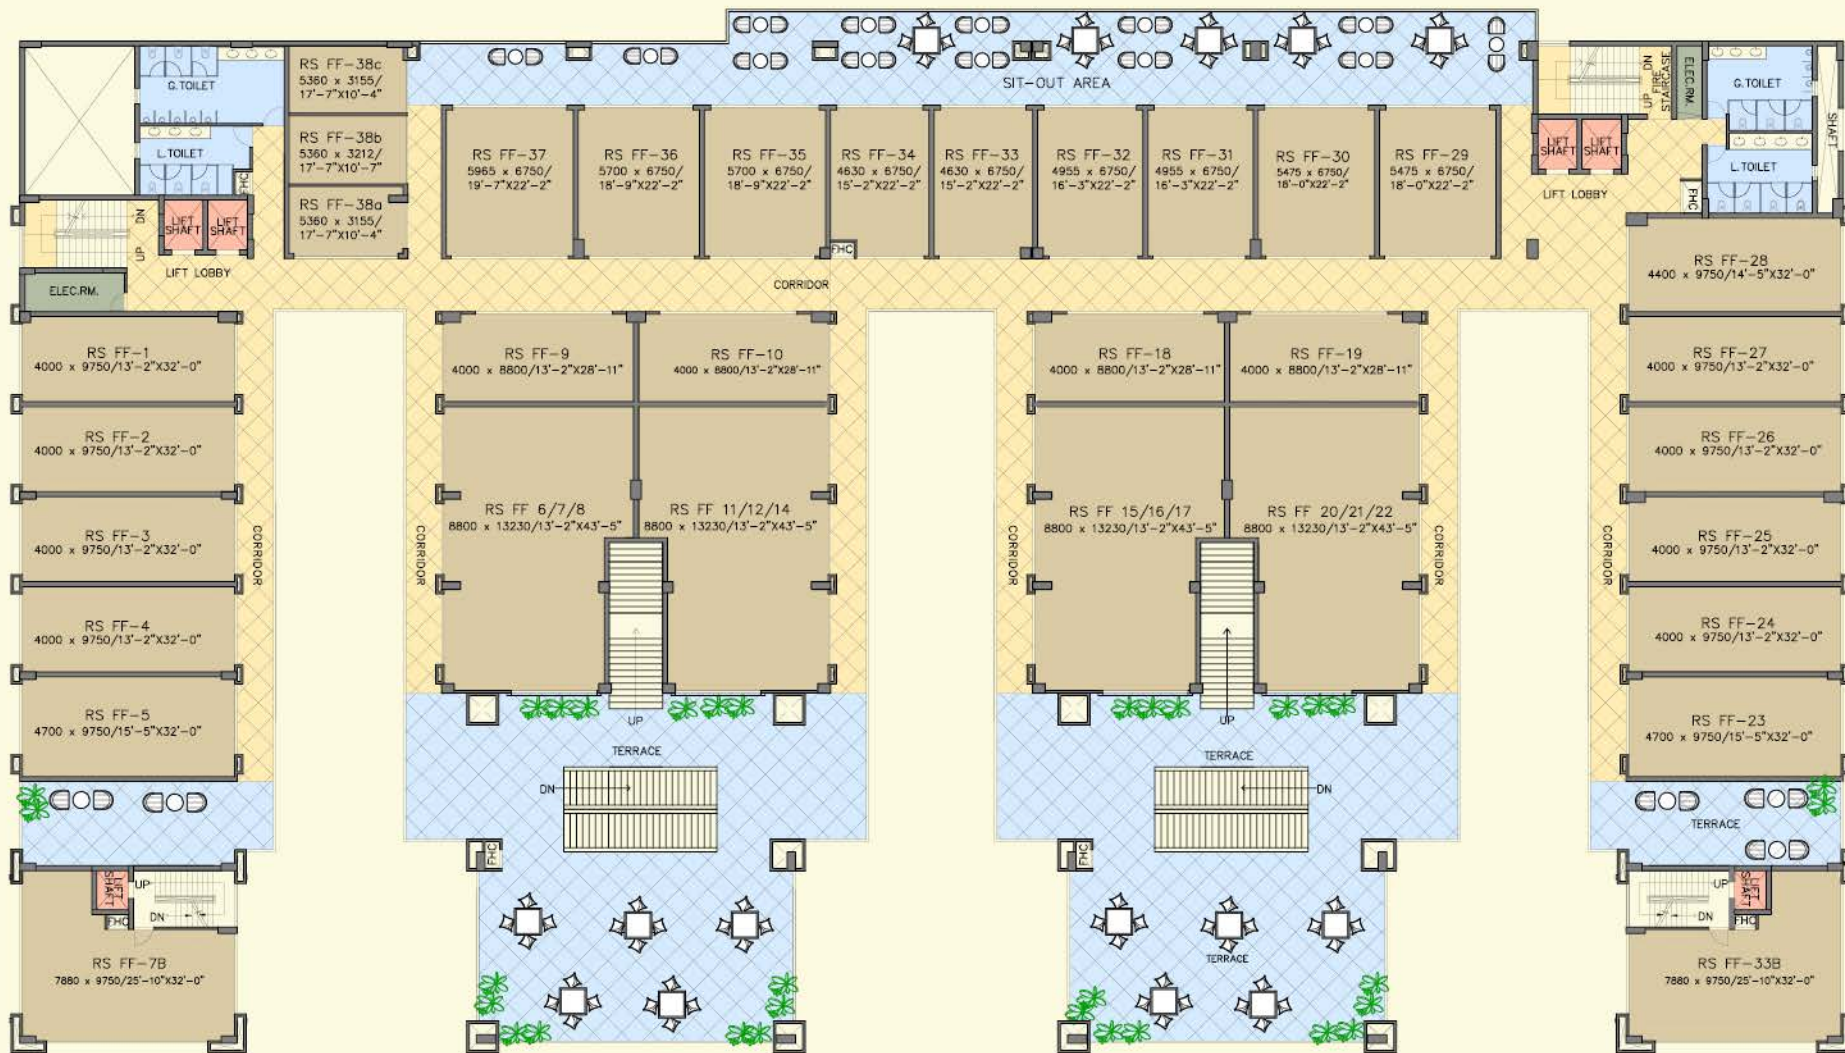 RS FF-38c
5360 x 3155/
17'-7"X10'-4"
G.TOILET
RS FF-38b
5360 x 3212/
17'-7"X10'-7"
L.TOILET
FHC
RS FF-38a
5360 x 3155/
17'-7"X10'-4"
DN
UP
LIFT
SHAFT
LIFT
SHAFT
LIFT LOBBY
ELEC.RM.
SIT-OUT AREA
RS FF-37
5965 x 6750/
19'-7"X22'-2"
RS FF-36
5700 x 6750/
18'-9"X22'-2"
RS FF-35
5700 x 6750/
18'-9"X22'-2"
RS FF-34
4630 x 6750/
15'-2"X22'-2"
RS FF-33
4630 x 6750/
15'-2"X22'-2"
RS FF-32
4955 x 6750/
16'-3"X22'-2"
RS FF-31
4955 x 6750/
16'-3"X22'-2"
RS FF-30
5475 x 6750/
18'-0"X22'-2"
RS FF-29
5475 x 6750/
18'-0"X22'-2"
FHC
CORRIDOR
UP DN
FIRE
STAIRCASE
ELEC.RM.
G.TOILET
SHAFT
LIFT
SHAFT
LIFT
SHAFT
L.TOILET
LIFT LOBBY
FHC
RS FF-28
4400 x 9750/14'-5"X32'-0"
RS FF-1
4000 x 9750/13'-2"X32'-0"
RS FF-9
4000 x 8800/13'-2"X28'-11"
RS FF-10
4000 x 8800/13'-2"X28'-11"
RS FF-18
4000 x 8800/13'-2"X28'-11"
RS FF-19
4000 x 8800/13'-2"X28'-11"
RS FF-27
4000 x 9750/13'-2"X32'-0"
RS FF-2
4000 x 9750/13'-2"X32'-0"
RS FF-26
4000 x 9750/13'-2"X32'-0"
RS FF-3
4000 x 9750/13'-2"X32'-0"
CORRIDOR
CORRIDOR
RS FF 6/7/8
8800 x 13230/13'-2"X43'-5"
RS FF 11/12/14
8800 x 13230/13'-2"X43'-5"
CORRIDOR
RS FF 15/16/17
8800 x 13230/13'-2"X43'-5"
RS FF 20/21/22
8800 x 13230/13'-2"X43'-5"
CORRIDOR
CORRIDOR
RS FF-25
4000 x 9750/13'-2"X32'-0"
RS FF-4
4000 x 9750/13'-2"X32'-0"
RS FF-24
4000 x 9750/13'-2"X32'-0"
RS FF-5
4700 x 9750/15'-5"X32'-0"
UP
UP
RS FF-23
4700 x 9750/15'-5"X32'-0"
TERRACE
DN
TERRACE
DN
TERRACE
FHC
FHC
LIFT
SHAFT
UP
FHC
DN
RS FF-7B
7880 x 9750/25'-10"X32'-0"
TERRACE
UP
LIFT
SHAFT
DN
FHC
RS FF-33B
7880 x 9750/25'-10"X32'-0"